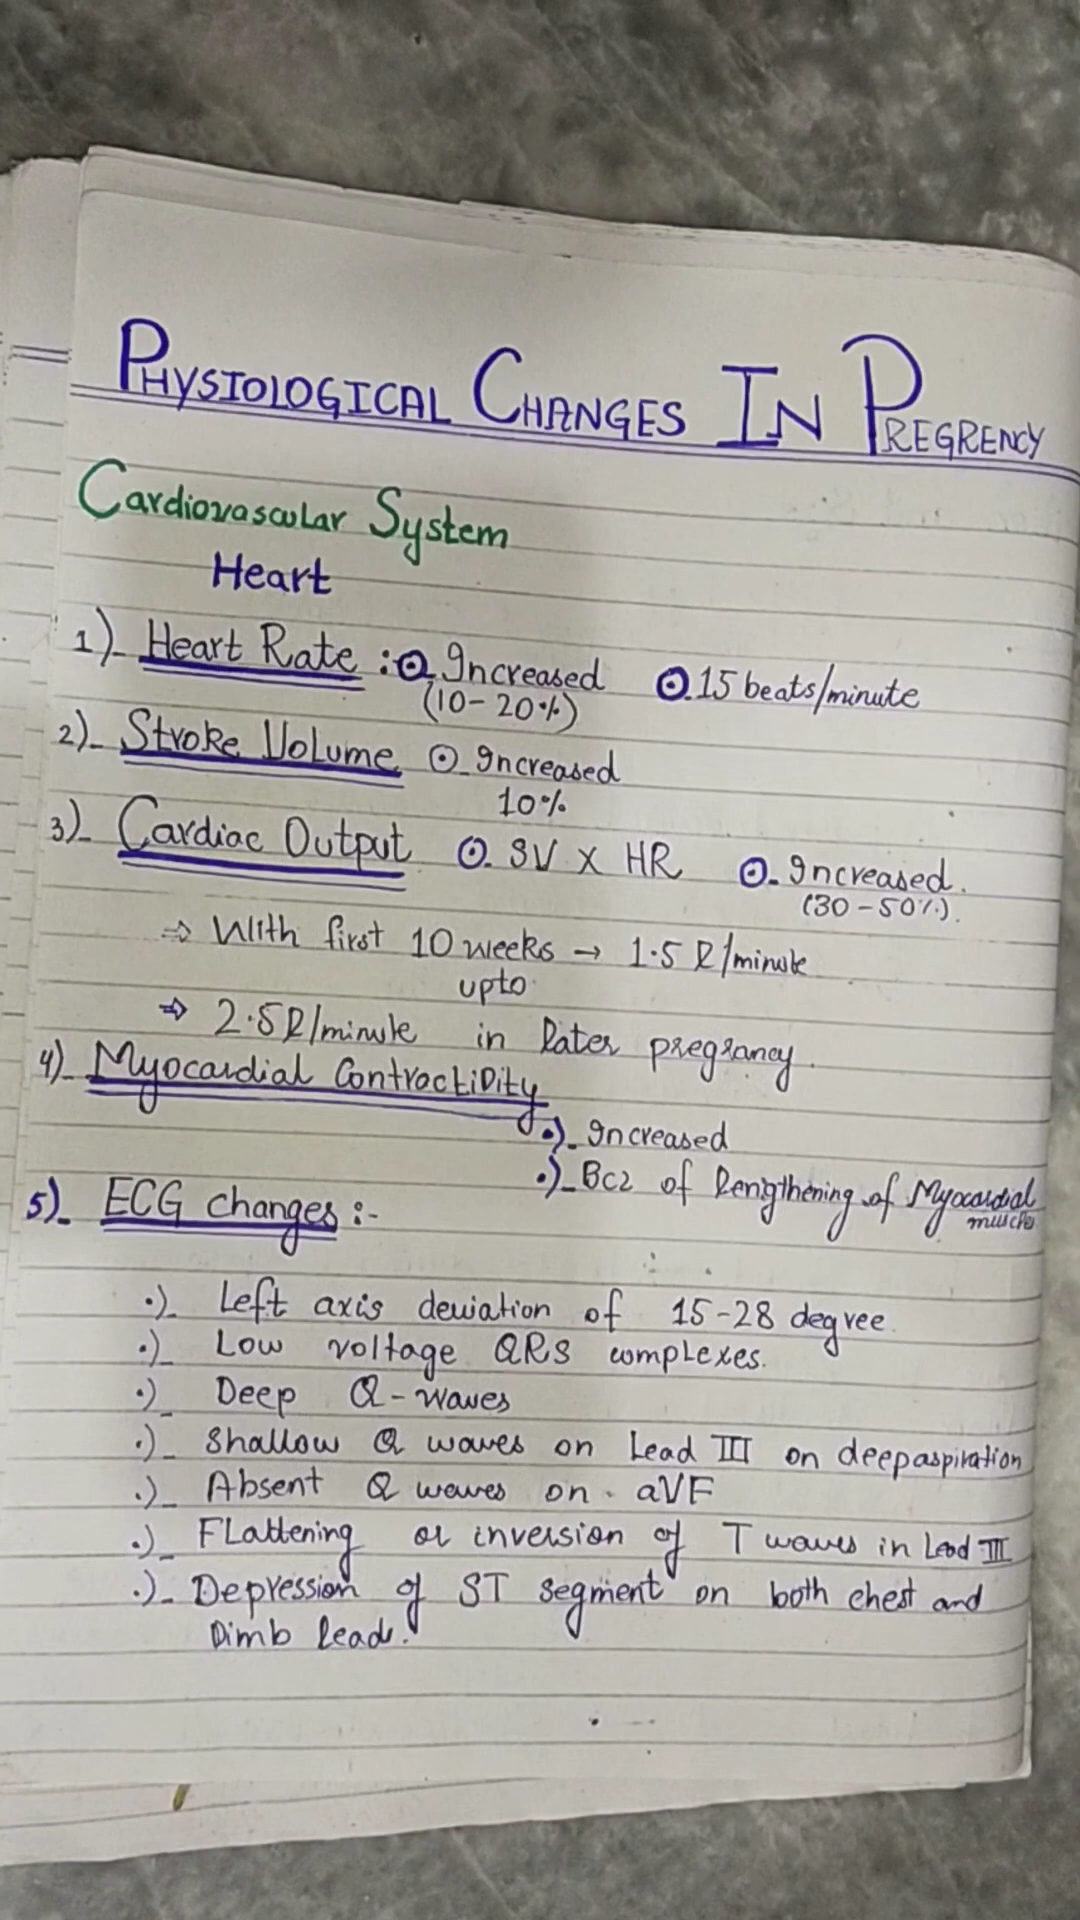 PHYSIOLOGICAL CHANGES IN PREGRENCY
Cardiovascular System
Heart
1)_ Heart Rate : Increased 15 beats/minute
(10-20%)
2)_ Stroke Volume Increased
10%
3)_ Cardiac Output SV X HR Increased.
(30-50%).
⇒ With first 10 weeks → 1.5 l/minute
upto
⇒ 2.5l/minute in later pregnancy.
4)_ Myocardial Contractility
•)_ Increased
•)_ Bcz of lengthening of Myocardial
muscles
5)_ ECG changes :-
•)_ Left axis deviation of 15-28 degree.
•)_ Low voltage QRS complexes.
•)_ Deep Q-waves
•)_ Shallow Q waves on Lead III on deepaspiration
•)_ Absent Q waves on aVF
•)_ Flattening or inversion of T waves in Lead III
•)_ Depression of ST segment on both chest and
limb leads.